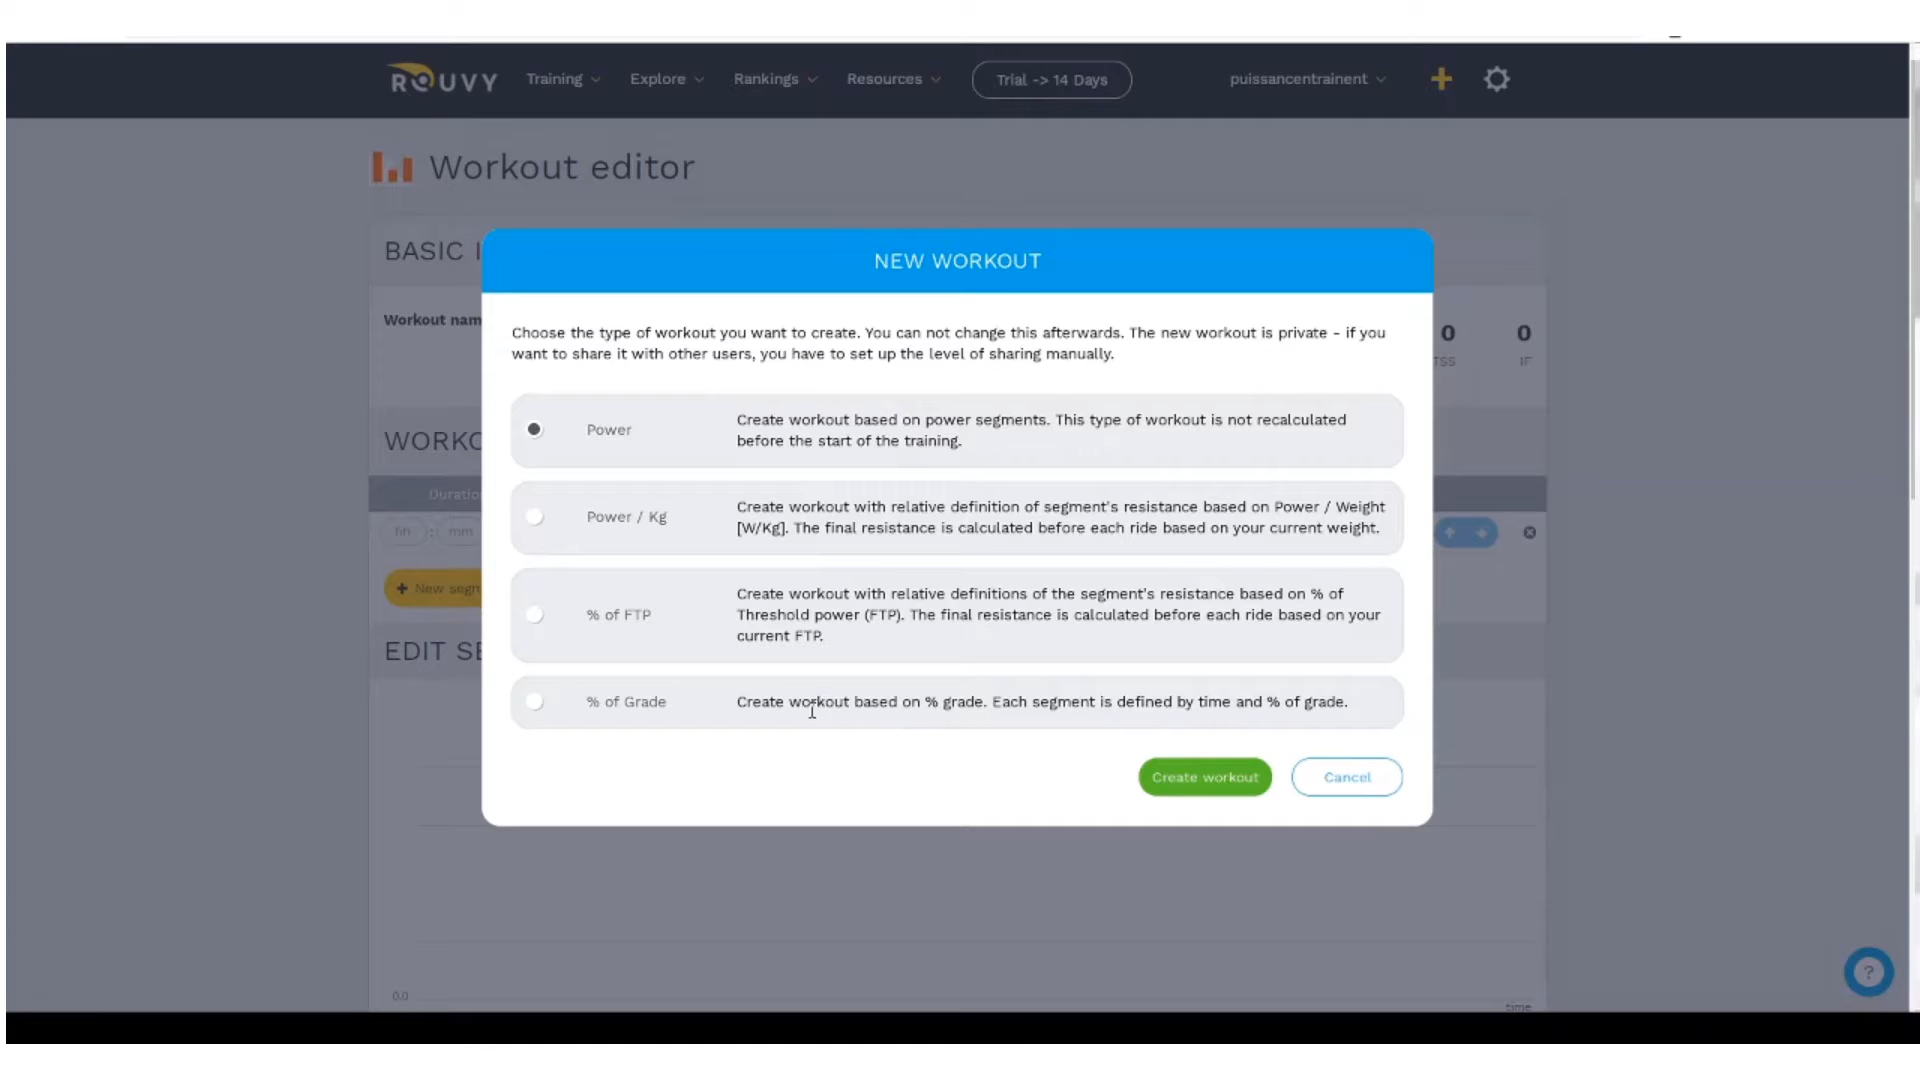 ROUVY Training Explore Rankings Resources Trial -> 14 Days puissancentrainent
Workout editor
BASIC I
NEW WORKOUT
Workout nam
Choose the type of workout you want to create. You can not change this afterwards. The new workout is private - if you
want to share it with other users, you have to set up the level of sharing manually.
0 0
TSS IF
Power
Create workout based on power segments. This type of workout is not recalculated
before the start of the training.
WORKO
Duratio
Power / Kg
Create workout with relative definition of segment's resistance based on Power / Weight
[W/Kg]. The final resistance is calculated before each ride based on your current weight.
hh : mm
+ New segm
% of FTP
Create workout with relative definitions of the segment's resistance based on % of
Threshold power (FTP). The final resistance is calculated before each ride based on your
current FTP.
EDIT SE
% of Grade
Create workout based on % grade. Each segment is defined by time and % of grade.
Create workout Cancel
?
0.0
time